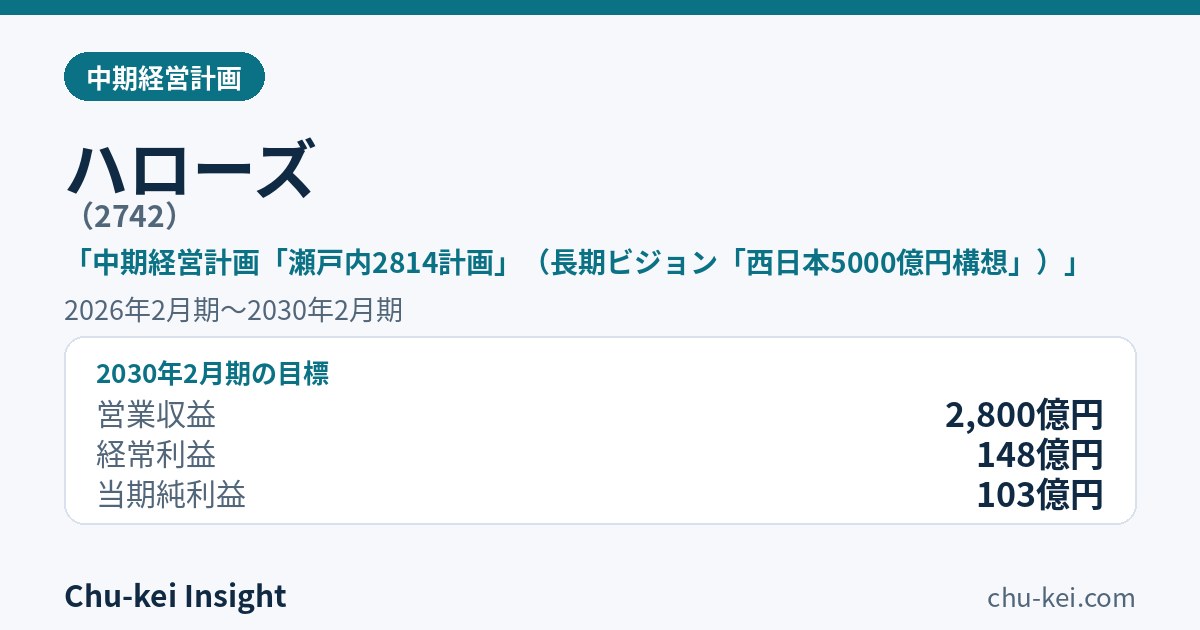 中期経営計画
ハローズ
（2742）
「中期経営計画「瀬戸内2814計画」（長期ビジョン「西日本5000億円構想」）」
2026年2月期～2030年2月期
2030年2月期の目標
営業収益 2,800億円
経常利益 148億円
当期純利益 103億円
Chu-kei Insight chu-kei.com